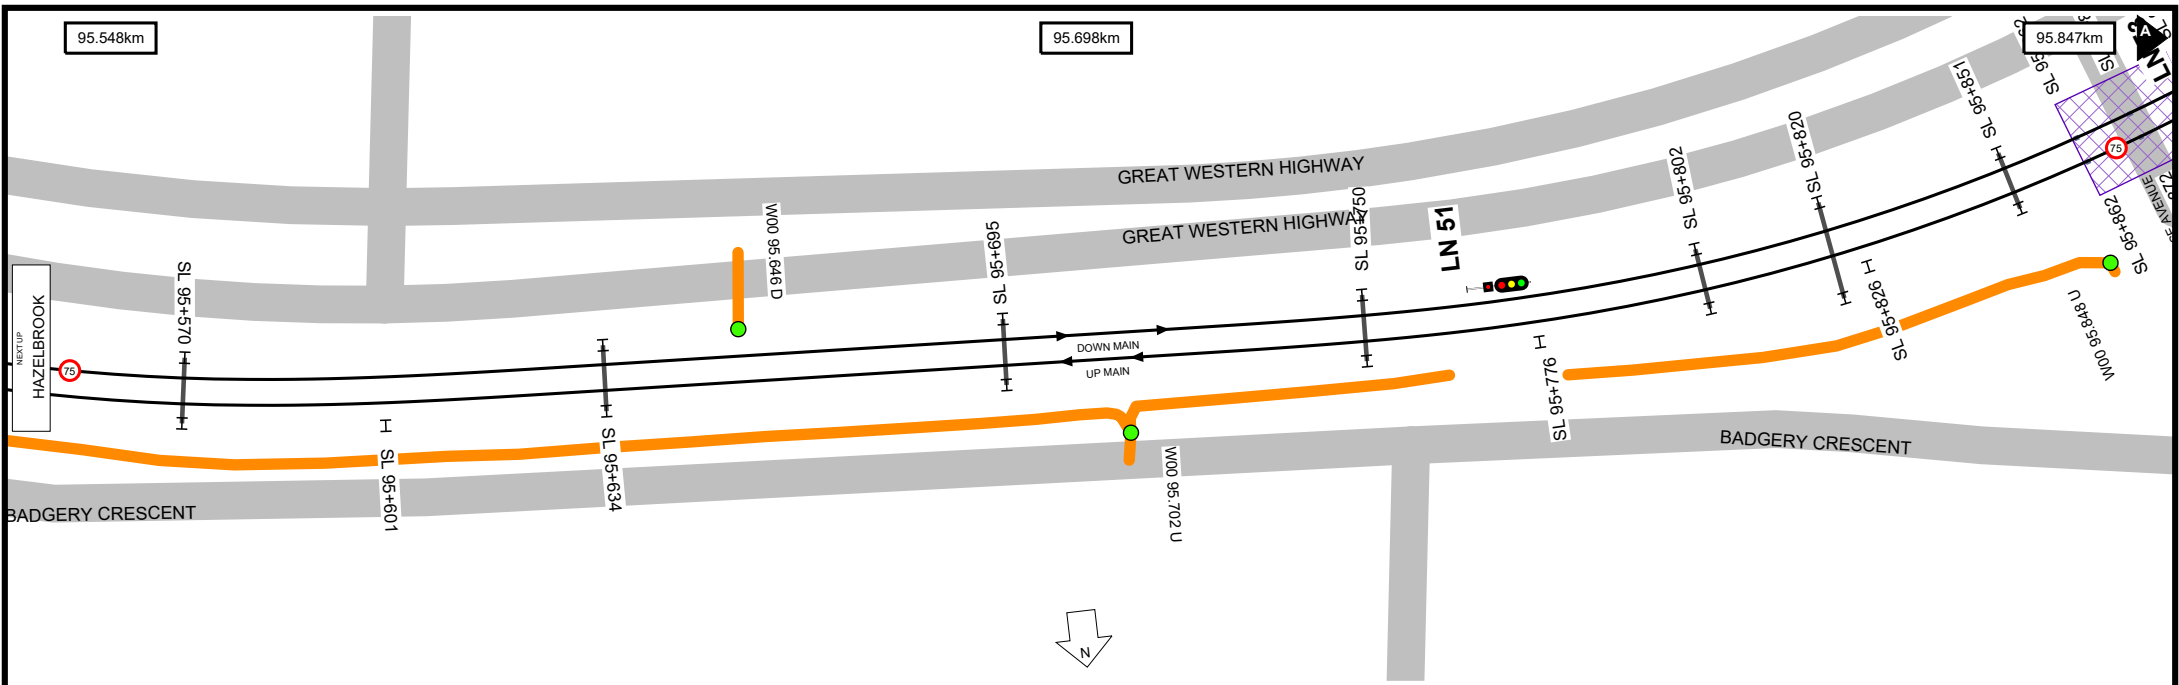 95.548km
95.698km
95.847km
A
GREAT WESTERN HIGHWAY
GREAT WESTERN HIGHWAY
NEXT UP
HAZELBROOK
75
SL 95+570
SL 95+601
SL 95+634
W00 95.646 D
SL 95+695
DOWN MAIN
UP MAIN
W00 95.702 U
SL 95+750
LN 51
SL 95+776
SL 95+802
SL 95+820
SL 95+826
W00 95.848 U
SL 95+851
SL 95+862
75
LN
SL
AVENUE
BADGERY CRESCENT
BADGERY CRESCENT
N